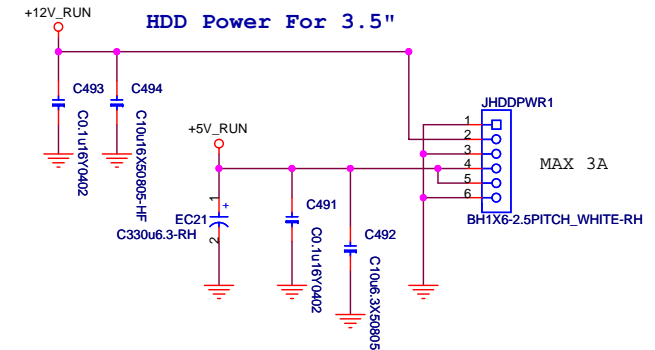 +12V_RUN
HDD Power For 3.5"
C493
C0.1u16Y0402
C494
C10u16X50805-HF
+5V_RUN
1
+
EC21
2
C330u6.3-RH
C491
C0.1u16Y0402
C492
C10u6.3X50805
JHDDPWR1
1
2
3
4
5
6
MAX 3A
BH1X6-2.5PITCH_WHITE-RH